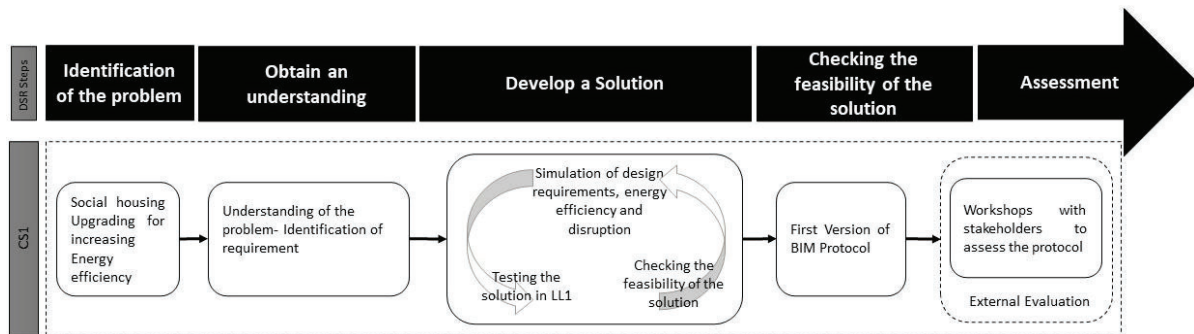 DSR Steps
Identification
of the problem
Obtain an
understanding
Develop a Solution
Checking the
feasibility of the
solution
Assessment
CS1
Social housing
Upgrading for
increasing
Energy
efficiency
Understanding of the
problem- Identification of
requirement
Simulation of design
requirements, energy
efficiency and
disruption
Testing the
solution in LL1
Checking the
feasibility of the
solution
First Version of
BIM Protocol
Workshops with
stakeholders to
assess the protocol
External Evaluation